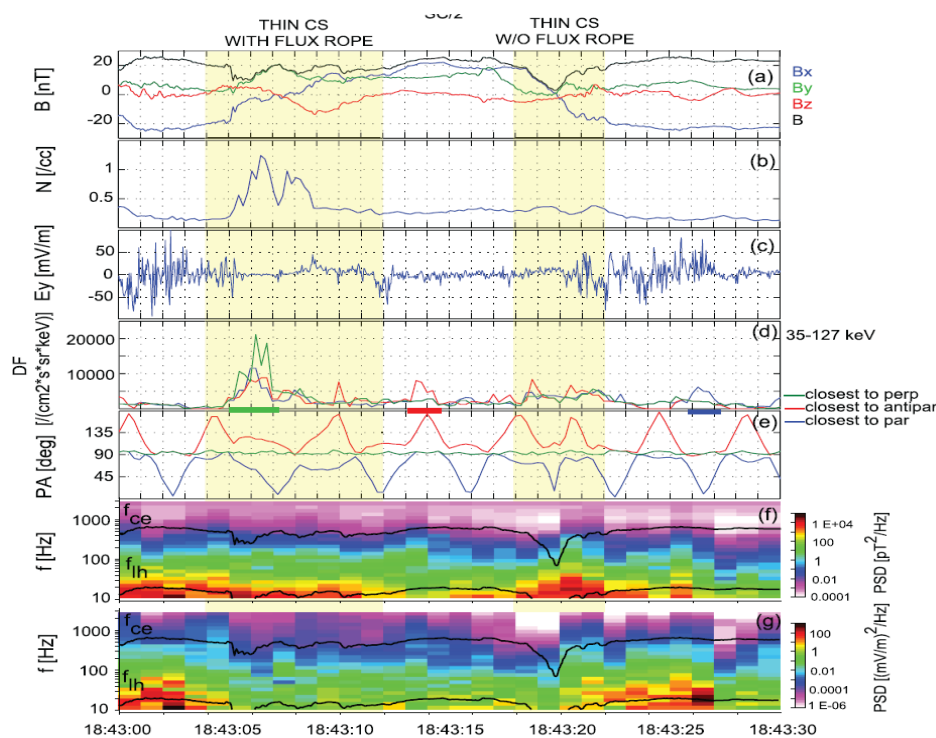 SC/2
THIN CS
WITH FLUX ROPE
THIN CS
W/O FLUX ROPE
B [nT]
20
0
-20
(a)
Bx
By
Bz
B
N [/cc]
1
0.5
(b)
Ey [mV/m]
50
0
-50
(c)
DF
[/(cm2*s*sr*keV)]
20000
10000
0
(d)
35-127 keV
closest to perp
closest to antipar
closest to par
PA [deg]
135
90
45
(e)
f [Hz]
1000
100
10
fce
flh
(f)
1 E+04
100
1
0.01
0.0001
PSD [pT2/Hz]
f [Hz]
1000
100
10
fce
flh
(g)
100
1
0.01
0.0001
1 E-06
PSD [(mV/m)2/Hz]
18:43:00 18:43:05 18:43:10 18:43:15 18:43:20 18:43:25 18:43:30